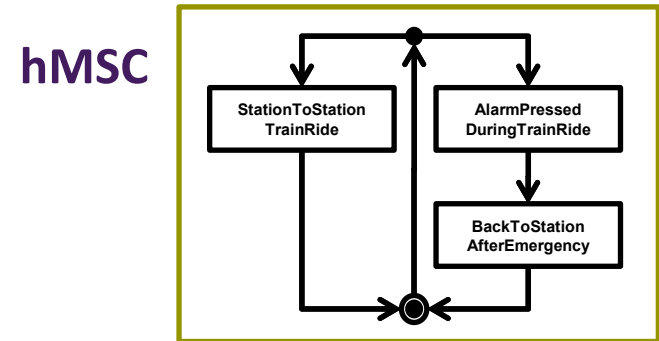 hMSC
StationToStation
TrainRide
AlarmPressed
DuringTrainRide
BackToStation
AfterEmergency